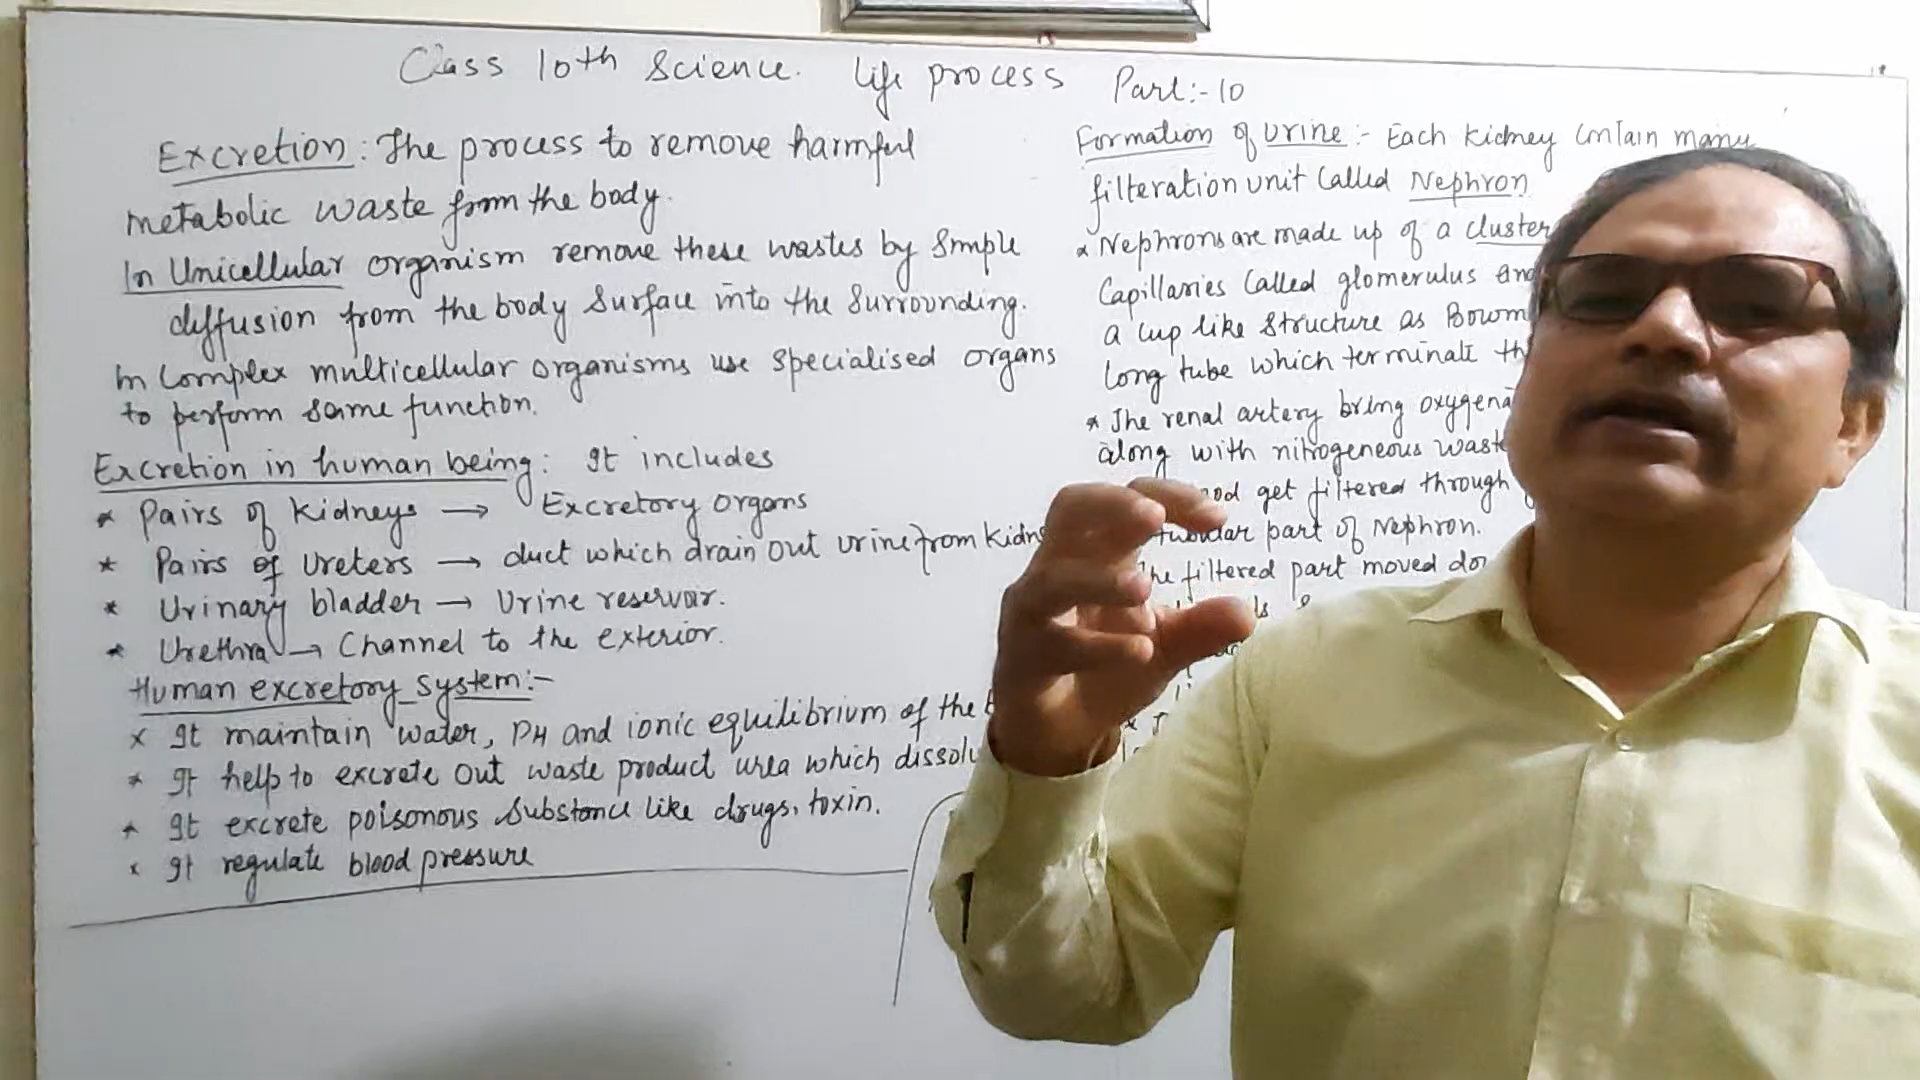 Class 10th Science. Life process Part:- 10
Excretion: The process to remove harmful
metabolic waste from the body.
In Unicellular organism remove these wastes by Simple
diffusion from the body Surface into the Surrounding.
In Complex multicellular organisms use specialised organs
to perform same function.
Excretion in human being: It includes
* Pairs of kidneys → Excretory organs
* Pairs of Ureters → duct which drain out urine from
* Urinary bladder → Urine reservoir.
* Urethra → Channel to the exterior.
Human excretory system:-
* It maintain water, PH and ionic equilibrium of the
* It help to excrete out waste product urea which
* It excrete poisonous substance like drugs, toxin.
* It regulate blood pressure
Formation of urine:- Each kidney contain many
filteration unit called Nephron
* Nephrons are made up of a cluster
Capillaries called glomerulus and
a cup like structure as
long tube which terminate
* The renal artery bring
along with nitrogeneous
get filtered through
tubular part of Nephron.
The filtered part moved